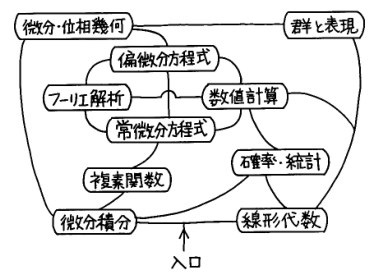 微分・位相幾何
群と表現
偏微分方程式
フーリエ解析
数値計算
常微分方程式
確率・統計
複素関数
微分積分
線形代数
入口